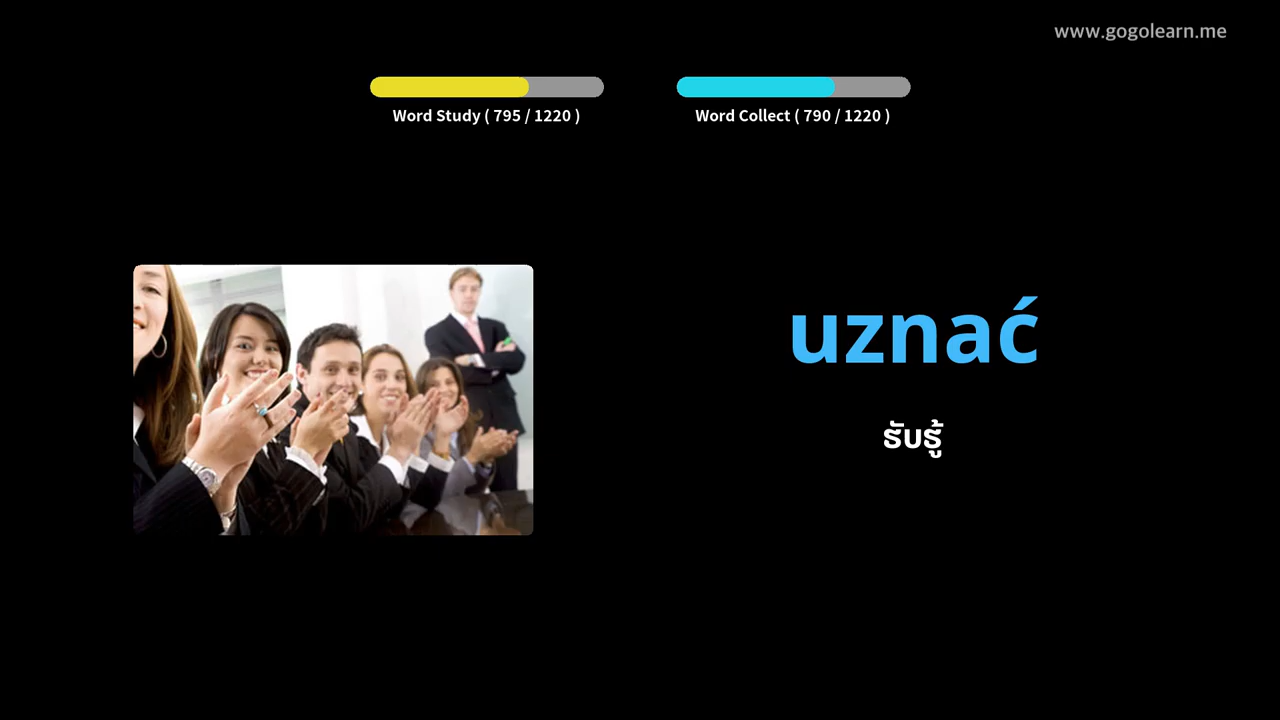 www.gogolearn.me
Word Study ( 795 / 1220 )
Word Collect ( 790 / 1220 )
uznać
รับรู้